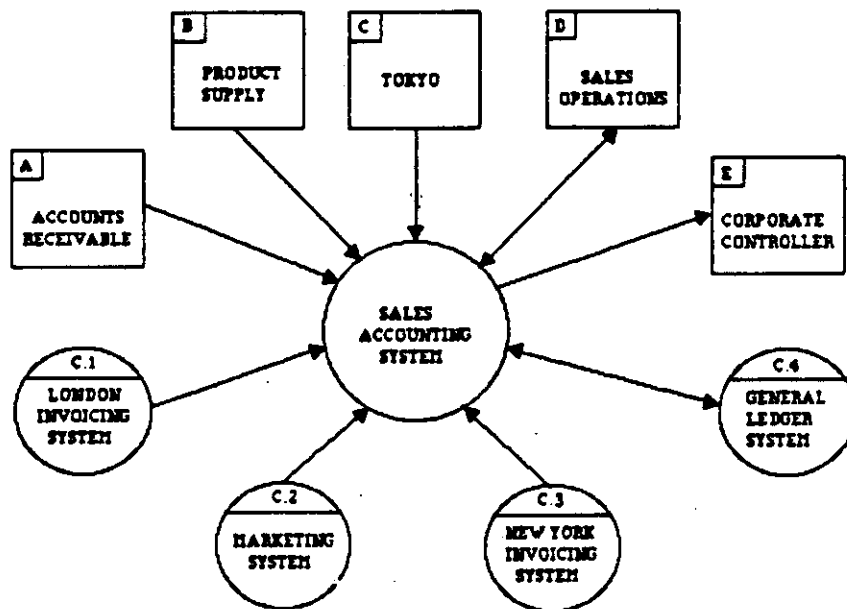 B
PRODUCT
SUPPLY
C
TOKYO
D
SALES
OPERATIONS
A
ACCOUNTS
RECEIVABLE
E
CORPORATE
CONTROLLER
SALES
ACCOUNTING
SYSTEM
C.1
LONDON
INVOICING
SYSTEM
C.2
MARKETING
SYSTEM
C.3
NEW YORK
INVOICING
SYSTEM
C.4
GENERAL
LEDGER
SYSTEM